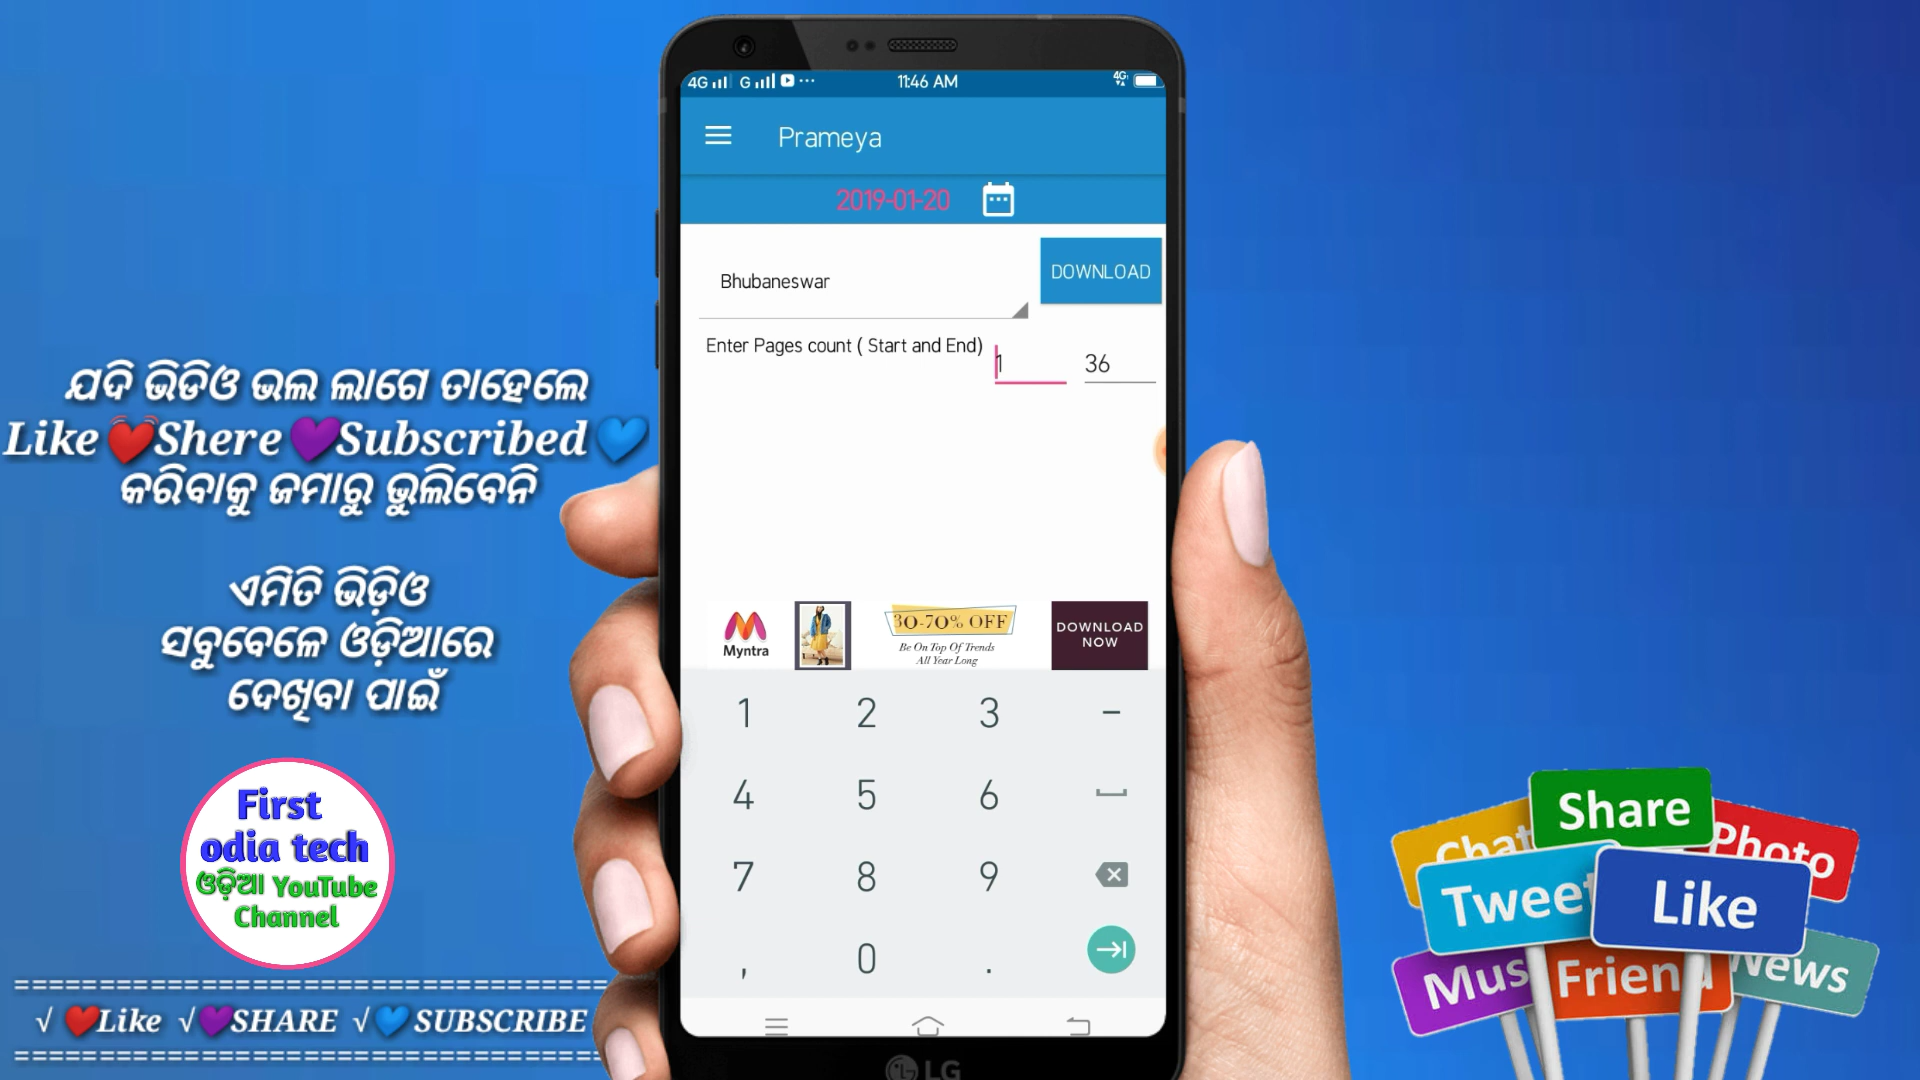 4G G 11:46 AM 4G
Prameya
2019-01-20
Bhubaneswar
DOWNLOAD
Enter Pages count ( Start and End) 1 36
Myntra
30-70% OFF
Be On Top Of Trends
All Year Long
DOWNLOAD
NOW
1 2 3 -
4 5 6
7 8 9
, 0 .
LG
ଯଦି ଭିଡିଓ ଭଲ ଲାଗେ ତାହେଲେ
Like ❤️Shere 💜Subscribed 💙
କରିବାକୁ ଜମାରୁ ଭୁଲିବେନି
ଏମିତି ଭିଡ଼ିଓ
ସବୁବେଳେ ଓଡ଼ିଆରେ
ଦେଖିବା ପାଇଁ
First
odia tech
ଓଡ଼ିଆ YouTube
Channel
==================================
√ ❤️Like √💜SHARE √💙SUBSCRIBE
==================================
Share
Chat
Photo
Tweet
Like
Friend
News